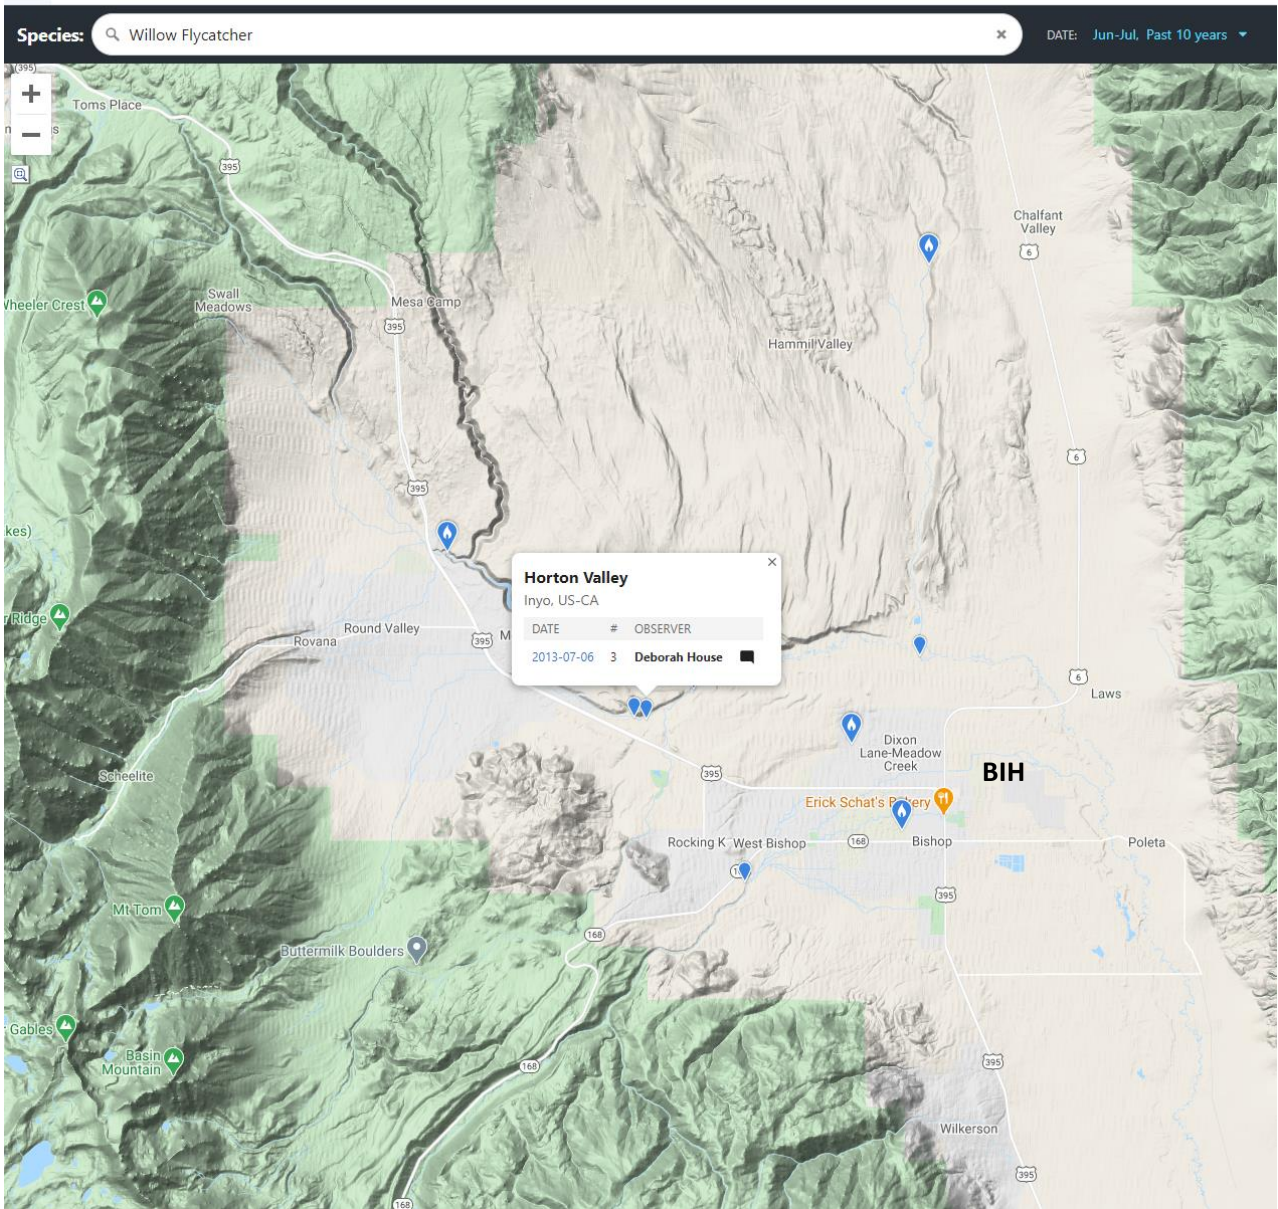 Species:
Willow Flycatcher
DATE:
Jun-Jul, Past 10 years
395
Toms Place
395
Chalfant
Valley
6
Wheeler Crest
Swall
Meadows
Mesa Camp
395
Hammil Valley
6
395
kes)
Horton Valley
Inyo, US-CA
DATE # OBSERVER
2013-07-06 3 Deborah House
r Ridge
Rovana
Round Valley
395
M
6
Laws
Dixon
Lane-Meadow
Creek
BIH
Scheelite
395
Erick Schat's
Rocking K
West Bishop
168
Bishop
Poleta
395
Mt Tom
168
Buttermilk Boulders
Gables
Basin
Mountain
168
395
Wilkerson
395
168